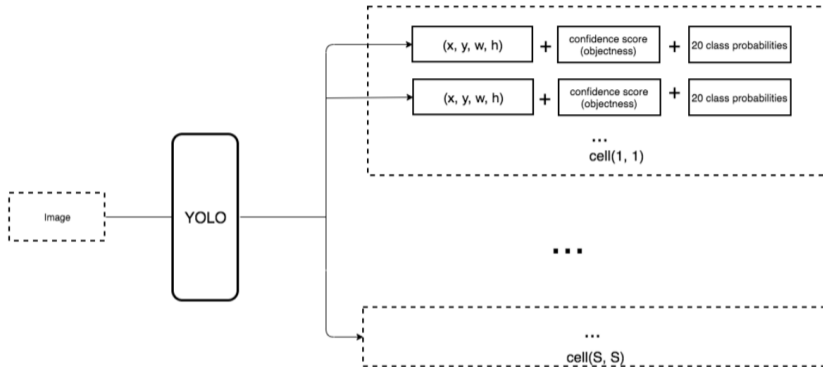 (x, y, w, h) + confidence score (objectness) + 20 class probabilities
(x, y, w, h) + confidence score (objectness) + 20 class probabilities
...
cell(1, 1)
Image
YOLO
...
...
cell(S, S)